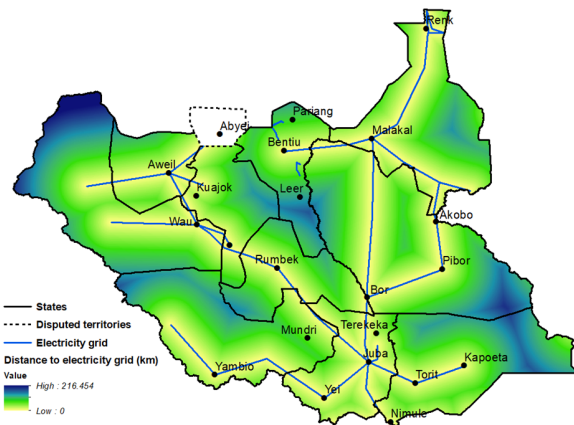 Renk
Pariang
Abyei
Malakal
Bentiu
Aweil
Kuajok
Leer
Akobo
Wau
Rumbek
Pibor
Bor
States
Disputed territories
Mundri
Terekeka
Electricity grid
Juba
Kapoeta
Distance to electricity grid (km)
Yambio
Torit
Value
High : 216.454
Yei
Low : 0
Nimule